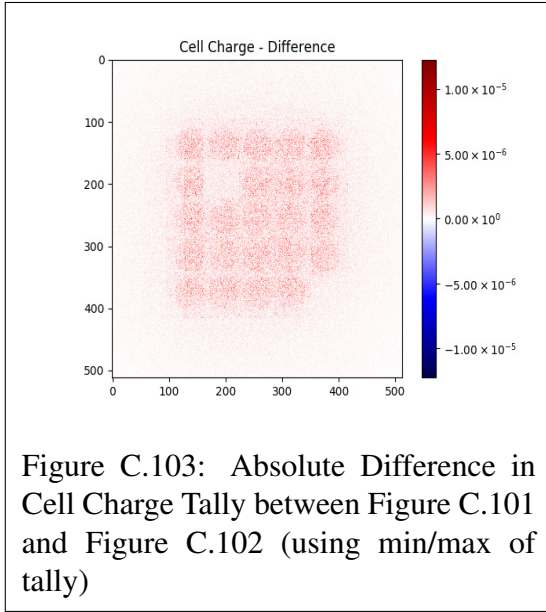 Cell Charge - Difference
0
100
200
300
400
500
0 100 200 300 400 500
1.00 × 10⁻⁵
5.00 × 10⁻⁶
0.00 × 10⁰
−5.00 × 10⁻⁶
−1.00 × 10⁻⁵
Figure C.103: Absolute Difference in
Cell Charge Tally between Figure C.101
and Figure C.102 (using min/max of
tally)